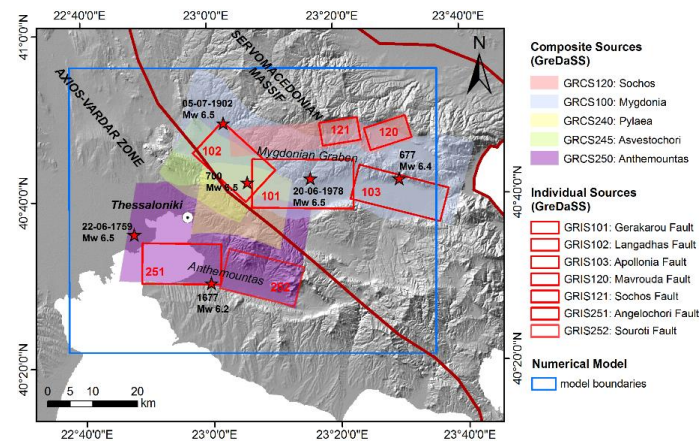 22°40'0"E
23°0'0"E
23°20'0"E
23°40'0"E
41°0'0"N
40°40'0"N
40°20'0"N
SERVOMACEDONIAN
MASSIF
AXIOS-VARDAR ZONE
N
05-07-1902
Mw 6.5
121
120
102
Mygdonian Graben
677
Mw 6.4
700
Mw 6.5
101
20-06-1978
Mw 6.5
103
Thessaloniki
22-06-1759
Mw 6.5
251
Anthemountas
252
1677
Mw 6.2
0 5 10 20
km
40°40'0"N
40°20'0"N
22°40'0"E
23°0'0"E
23°20'0"E
23°40'0"E
Composite Sources
(GreDaSS)
GRCS120: Sochos
GRCS100: Mygdonia
GRCS240: Pylaea
GRCS245: Asvestochori
GRCS250: Anthemountas
Individual Sources
(GreDaSS)
GRIS101: Gerakarou Fault
GRIS102: Langadhas Fault
GRIS103: Apollonia Fault
GRIS120: Mavrouda Fault
GRIS121: Sochos Fault
GRIS251: Angelochori Fault
GRIS252: Souroti Fault
Numerical Model
model boundaries